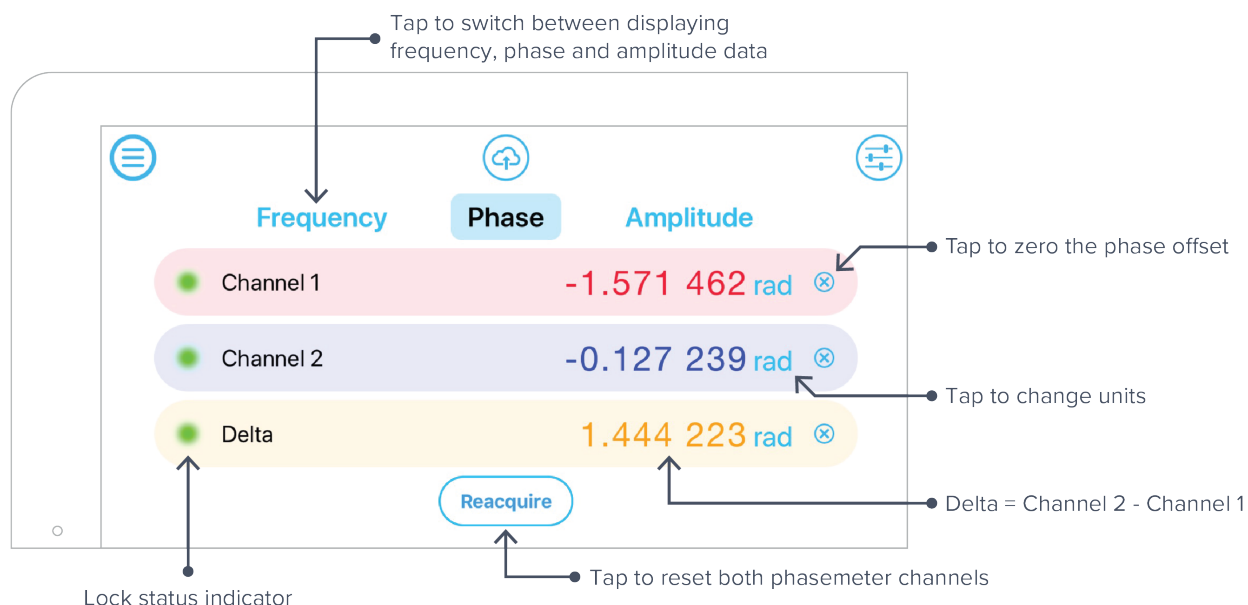 Tap to switch between displaying
frequency, phase and amplitude data
Frequency
Phase
Amplitude
Tap to zero the phase offset
Channel 1
-1.571 462 rad
Channel 2
-0.127 239 rad
Tap to change units
Delta
1.444 223 rad
Reacquire
Delta = Channel 2 - Channel 1
Tap to reset both phasemeter channels
Lock status indicator